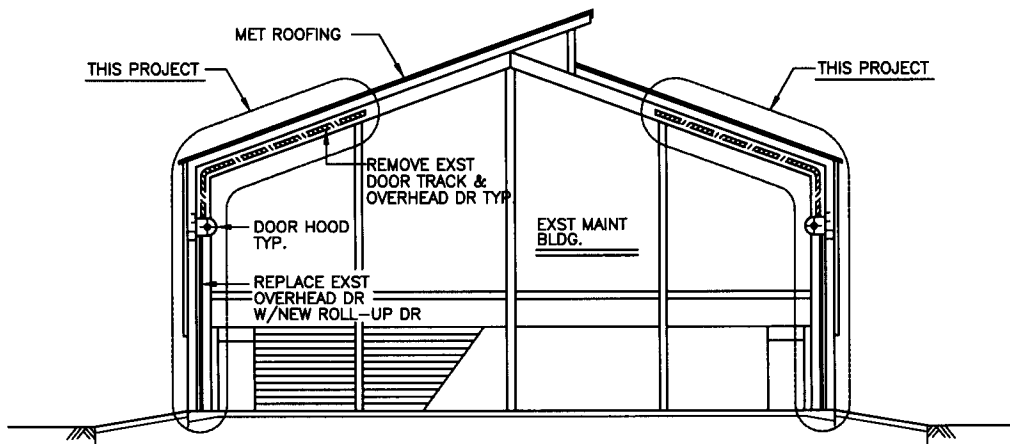 MET ROOFING
THIS PROJECT
THIS PROJECT
REMOVE EXST
DOOR TRACK &
OVERHEAD DR TYP.
DOOR HOOD
TYP.
EXST MAINT
BLDG.
REPLACE EXST
OVERHEAD DR
W/NEW ROLL-UP DR